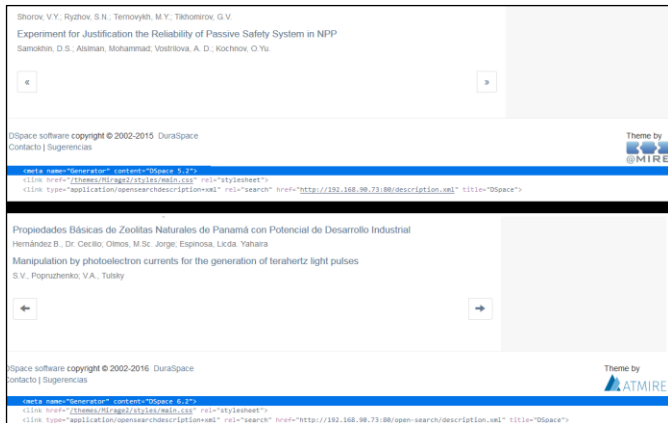 Shorov, V.Y.; Ryzhov, S.N.; Ternovykh, M.Y.; Tikhomirov, G.V.
Experiment for Justification the Reliability of Passive Safety System in NPP
Samokhin, D.S.; Alsiman, Mohammad; Vostrilova, A. D.; Kochnov, O.Yu.
« »
DSpace software copyright © 2002-2015 DuraSpace
Theme by
Contacto | Sugerencias
@MIRE
<meta name="Generator" content="DSpace 5.2">
<link href="/themes/Mirage2/styles/main.css" rel="stylesheet">
<link type="application/opensearchdescription+xml" rel="search" href="http://192.168.90.73:80/description.xml" title="DSpace">
Propiedades Básicas de Zeolitas Naturales de Panamá con Potencial de Desarrollo Industrial
Hernández B., Dr. Cecilio; Olmos, M.Sc. Jorge; Espinosa, Licda. Yahaira
Manipulation by photoelectron currents for the generation of terahertz light pulses
S.V., Popruzhenko; V.A., Tulsky
DSpace software copyright © 2002-2016 DuraSpace
Theme by
Contacto | Sugerencias
ATMIRE
<meta name="Generator" content="DSpace 6.2">
<link href="/themes/Mirage2/styles/main.css" rel="stylesheet">
<link type="application/opensearchdescription+xml" rel="search" href="http://192.168.90.73:80/open-search/description.xml" title="DSpace">